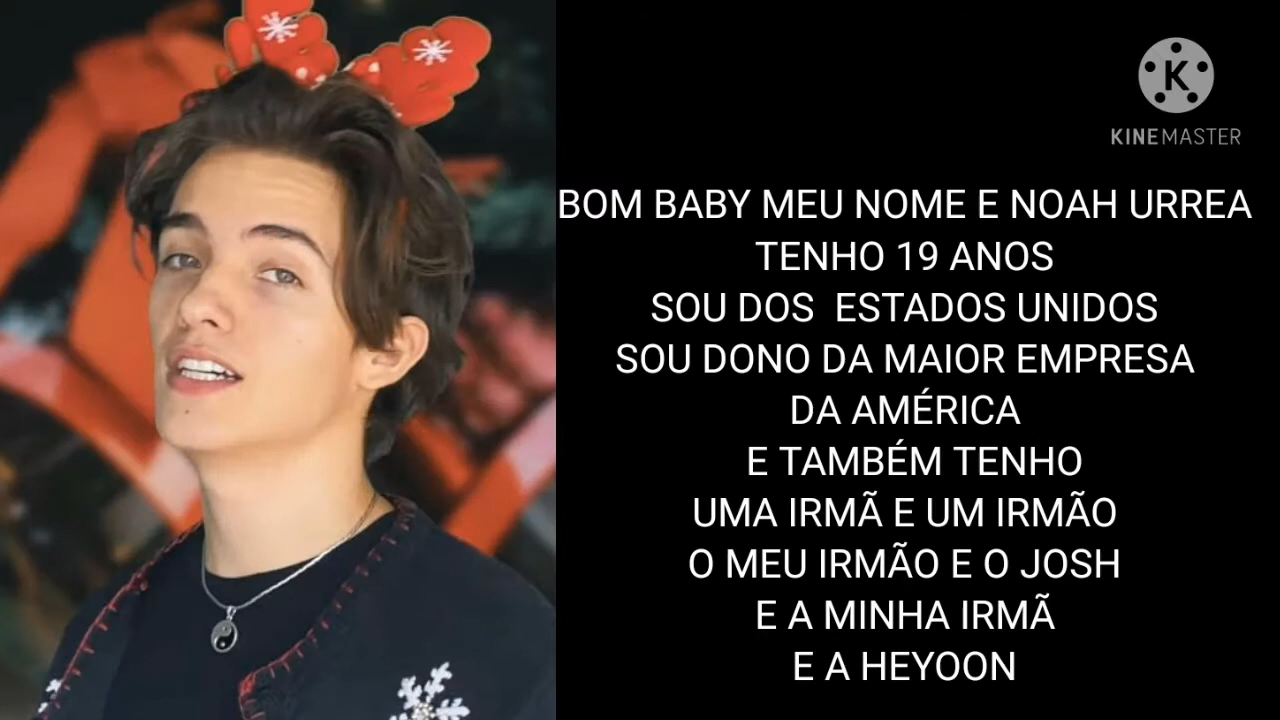 KINEMASTER
BOM BABY MEU NOME E NOAH URREA
TENHO 19 ANOS
SOU DOS  ESTADOS UNIDOS
SOU DONO DA MAIOR EMPRESA
DA AMÉRICA
E TAMBÉM TENHO
UMA IRMÃ E UM IRMÃO
O MEU IRMÃO E O JOSH
E A MINHA IRMÃ
E A HEYOON